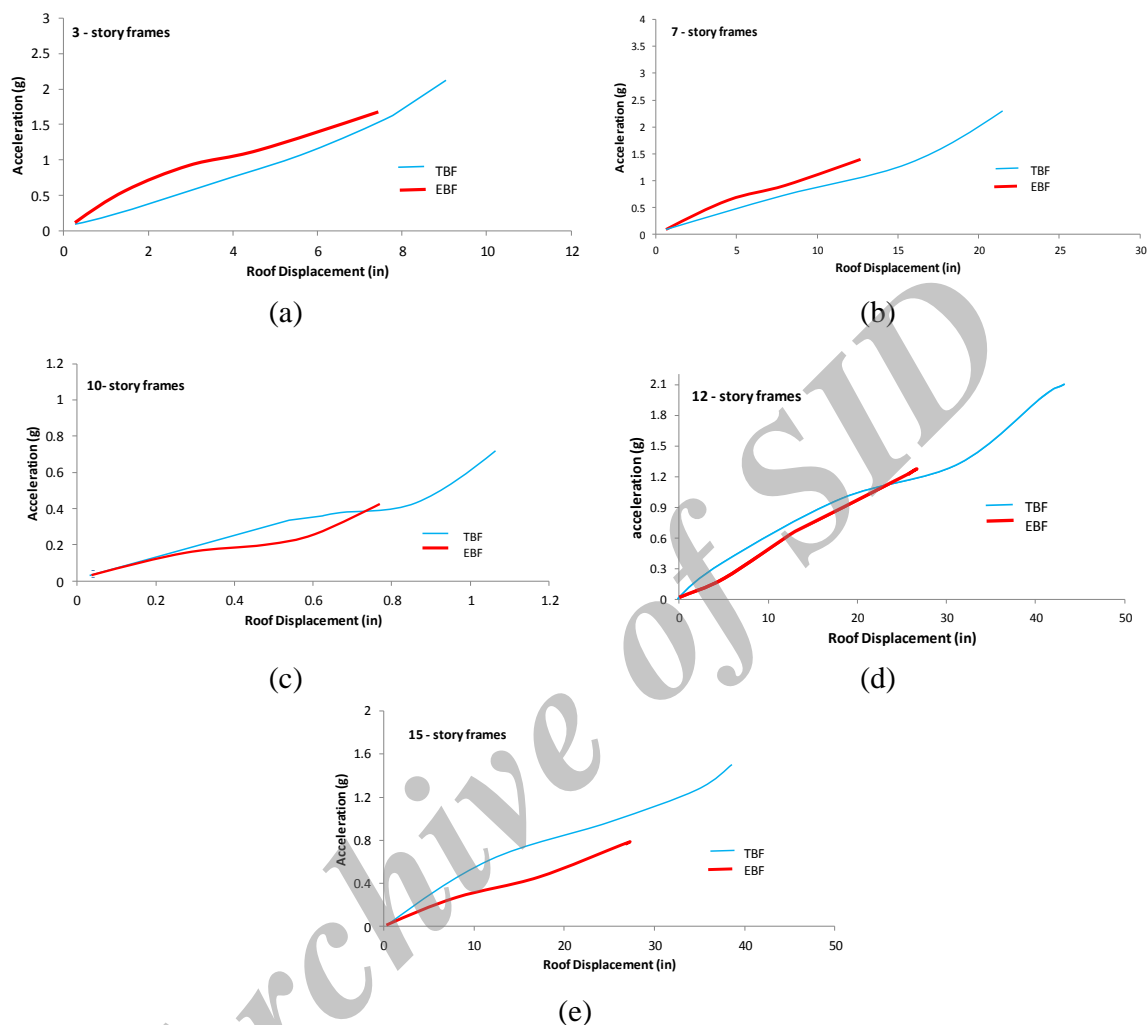 3 - story frames
3
2.5
2
1.5
1
0.5
0
Acceleration (g)
0 2 4 6 8 10 12
Roof Displacement (in)
TBF
EBF
(a)
7 - story frames
4
3.5
3
2.5
2
1.5
1
0.5
0
Acceleration (g)
0 5 10 15 20 25 30
Roof Displacement (in)
TBF
EBF
(b)
10- story frames
1.2
1
0.8
0.6
0.4
0.2
0
Acceleration (g)
0 0.2 0.4 0.6 0.8 1 1.2
Roof Displacement (in)
TBF
EBF
(c)
12 - story frames
2.1
1.8
1.5
1.2
0.9
0.6
0.3
0
acceleration (g)
0 10 20 30 40 50
Roof Displacement (in)
TBF
EBF
(d)
15 - story frames
2
1.6
1.2
0.8
0.4
0
Acceleration (g)
0 10 20 30 40 50
Roof Displacement (in)
TBF
EBF
(e)
rchive of SID